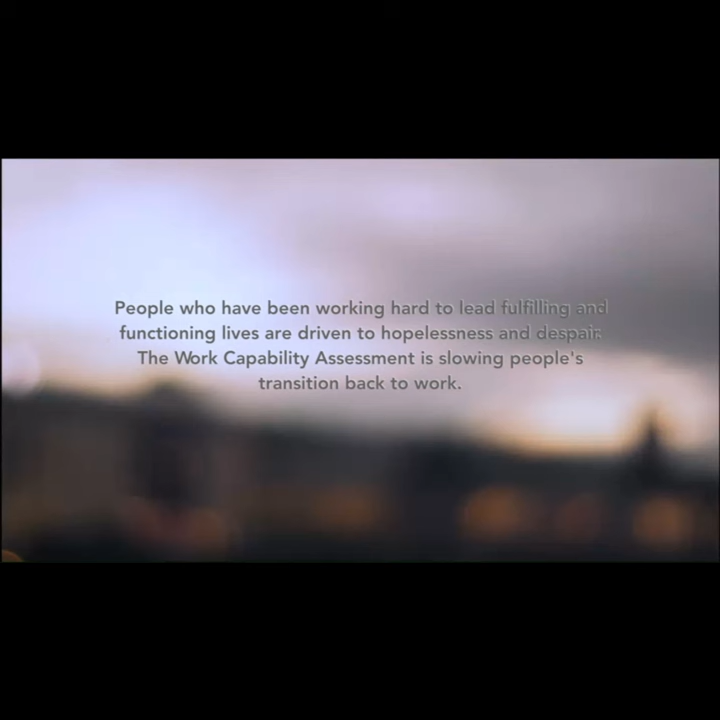 People who have been working hard to lead fulfilling and
functioning lives are driven to hopelessness and despair.
The Work Capability Assessment is slowing people's
transition back to work.